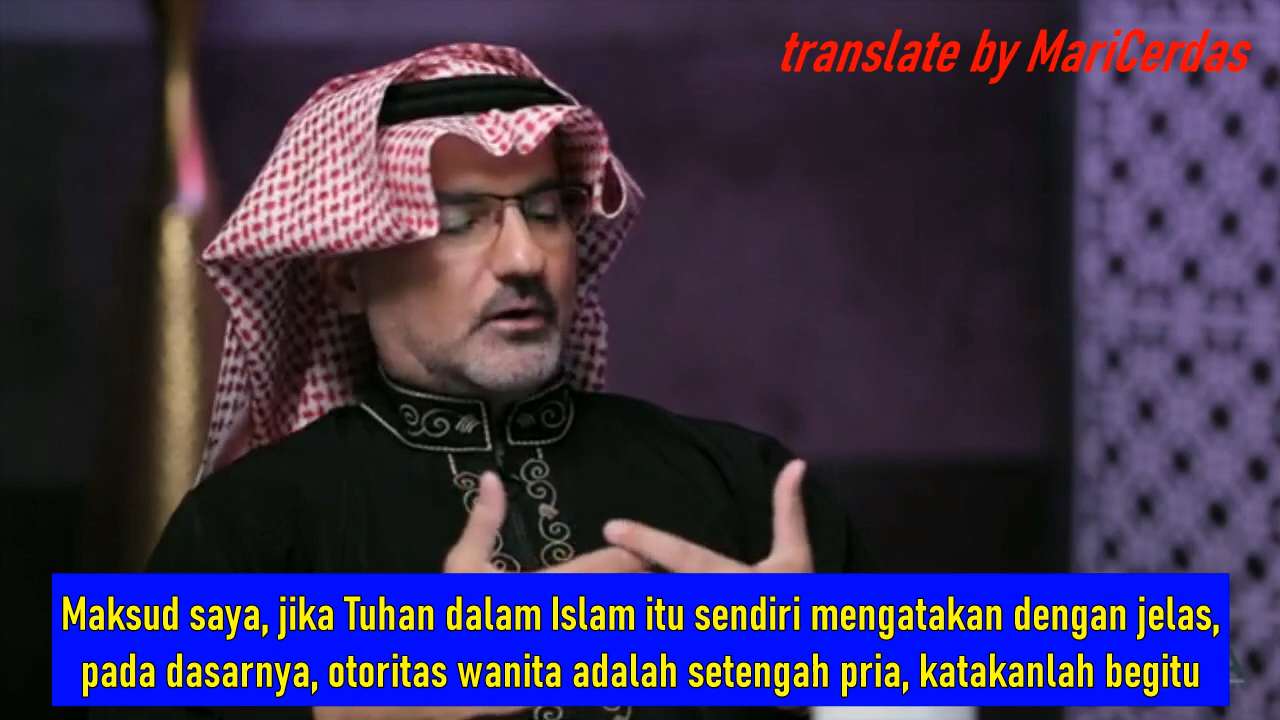 translate by MariCerdas
Maksud saya, jika Tuhan dalam Islam itu sendiri mengatakan dengan jelas,
pada dasarnya, otoritas wanita adalah setengah pria, katakanlah begitu